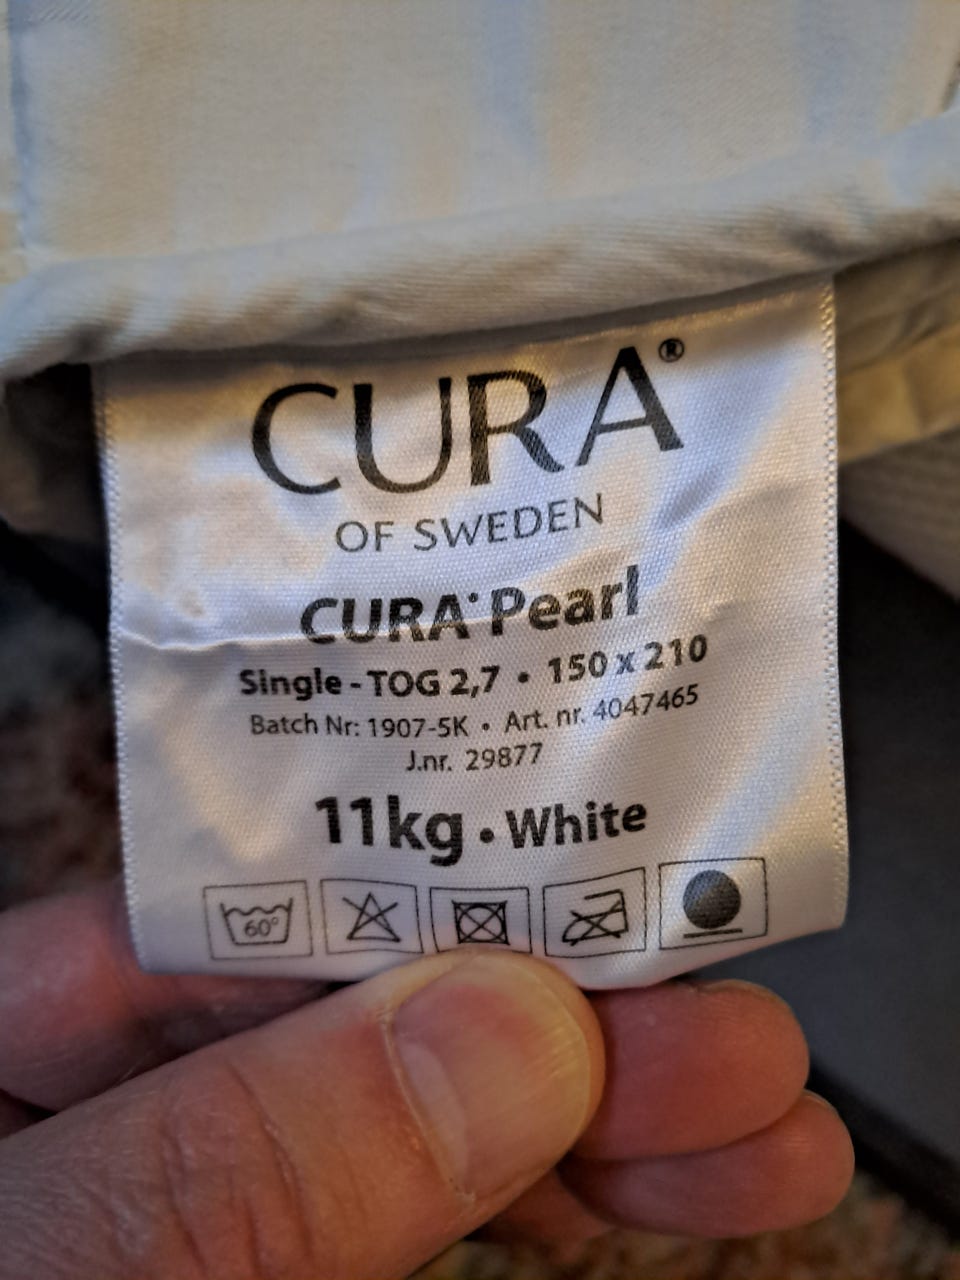 CURA®
OF SWEDEN
CURA® Pearl
Single - TOG 2,7 • 150 x 210
Batch Nr: 1907-5K • Art. nr. 4047465
J.nr. 29877
11kg • White
60°